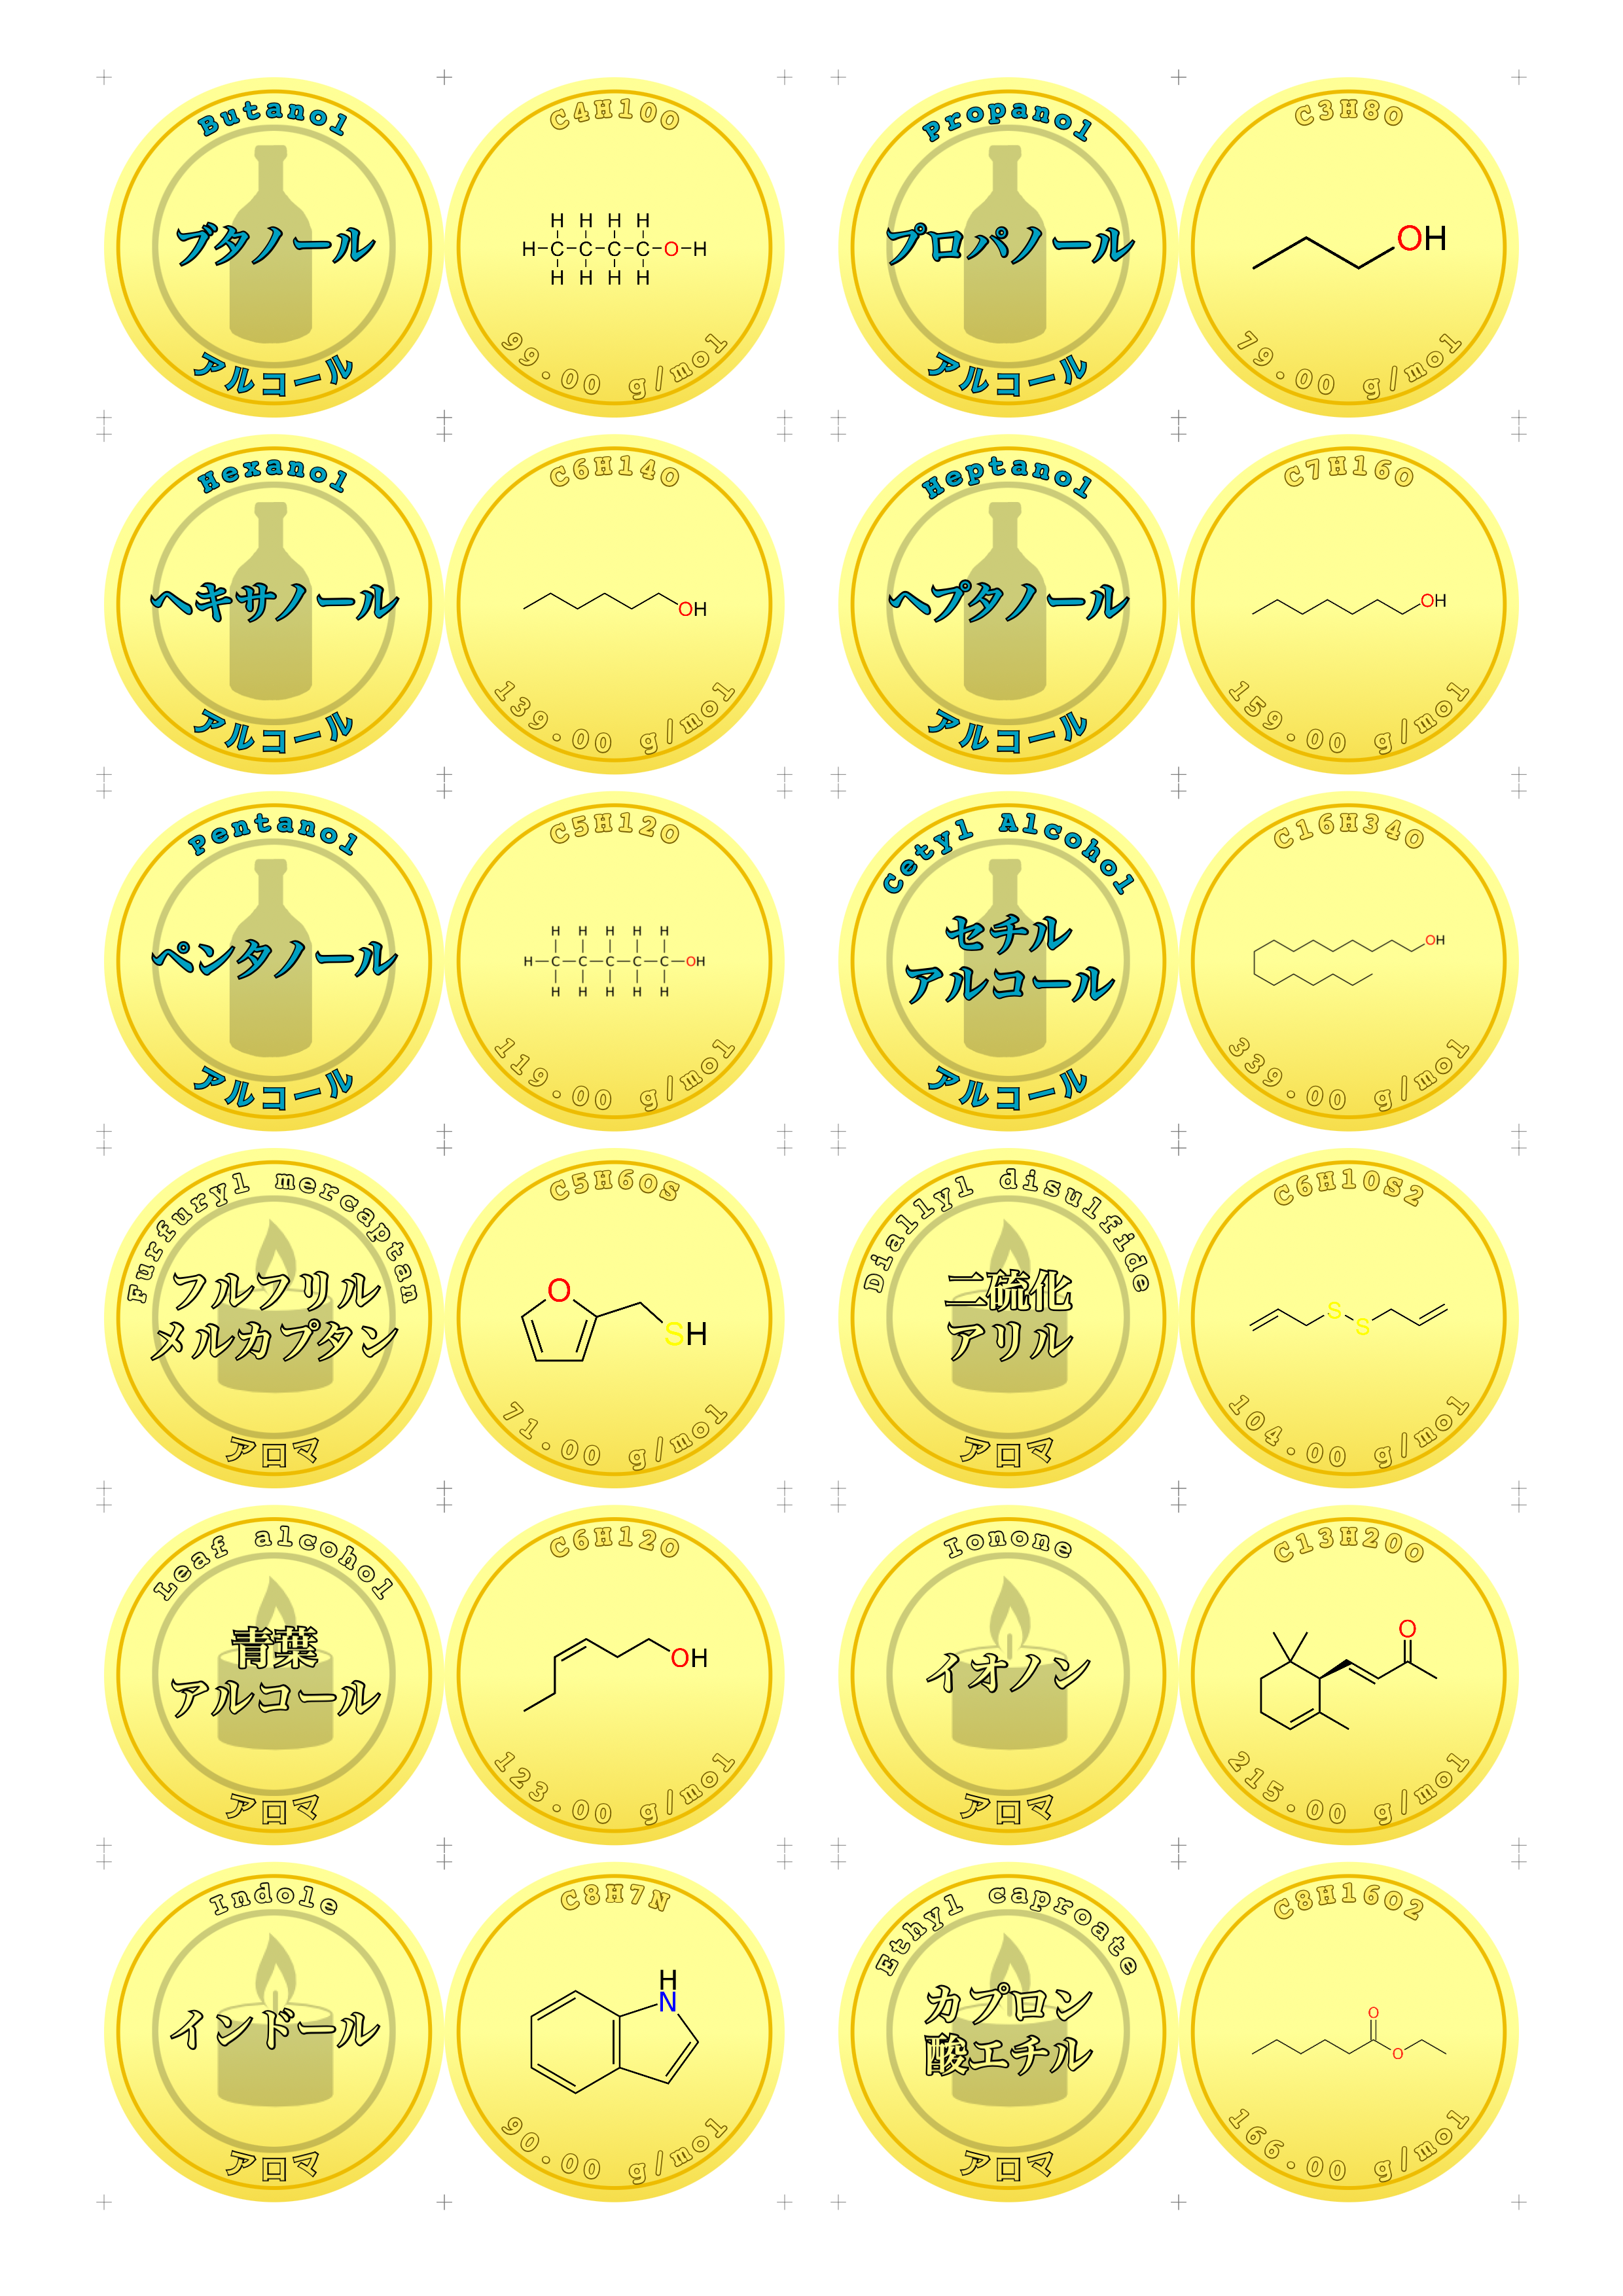 Butanol
ブタノール
アルコール
C4H10O
H H H H
H C C C C O H
H H H H
99.00 g/mol
Propanol
プロパノール
アルコール
C3H8O
OH
79.00 g/mol
Hexanol
ヘキサノール
アルコール
C6H14O
OH
139.00 g/mol
Heptanol
ヘプタノール
アルコール
C7H16O
OH
159.00 g/mol
Pentanol
ペンタノール
アルコール
C5H12O
H H H H H
H C C C C C OH
H H H H H
119.00 g/mol
Cetyl Alcohol
セチル
アルコール
アルコール
C16H34O
OH
339.00 g/mol
Furfuryl mercaptan
フルフリル
メルカプタン
アロマ
C5H6OS
O
SH
71.00 g/mol
Diallyl disulfide
二硫化
アリル
アロマ
C6H10S2
S
S
104.00 g/mol
Leaf alcohol
青葉
アルコール
アロマ
C6H12O
OH
123.00 g/mol
Ionone
イオノン
アロマ
C13H20O
O
215.00 g/mol
Indole
インドール
アロマ
C8H7N
H
N
90.00 g/mol
Ethyl caproate
カプロン
酸エチル
アロマ
C8H16O2
O
O
166.00 g/mol